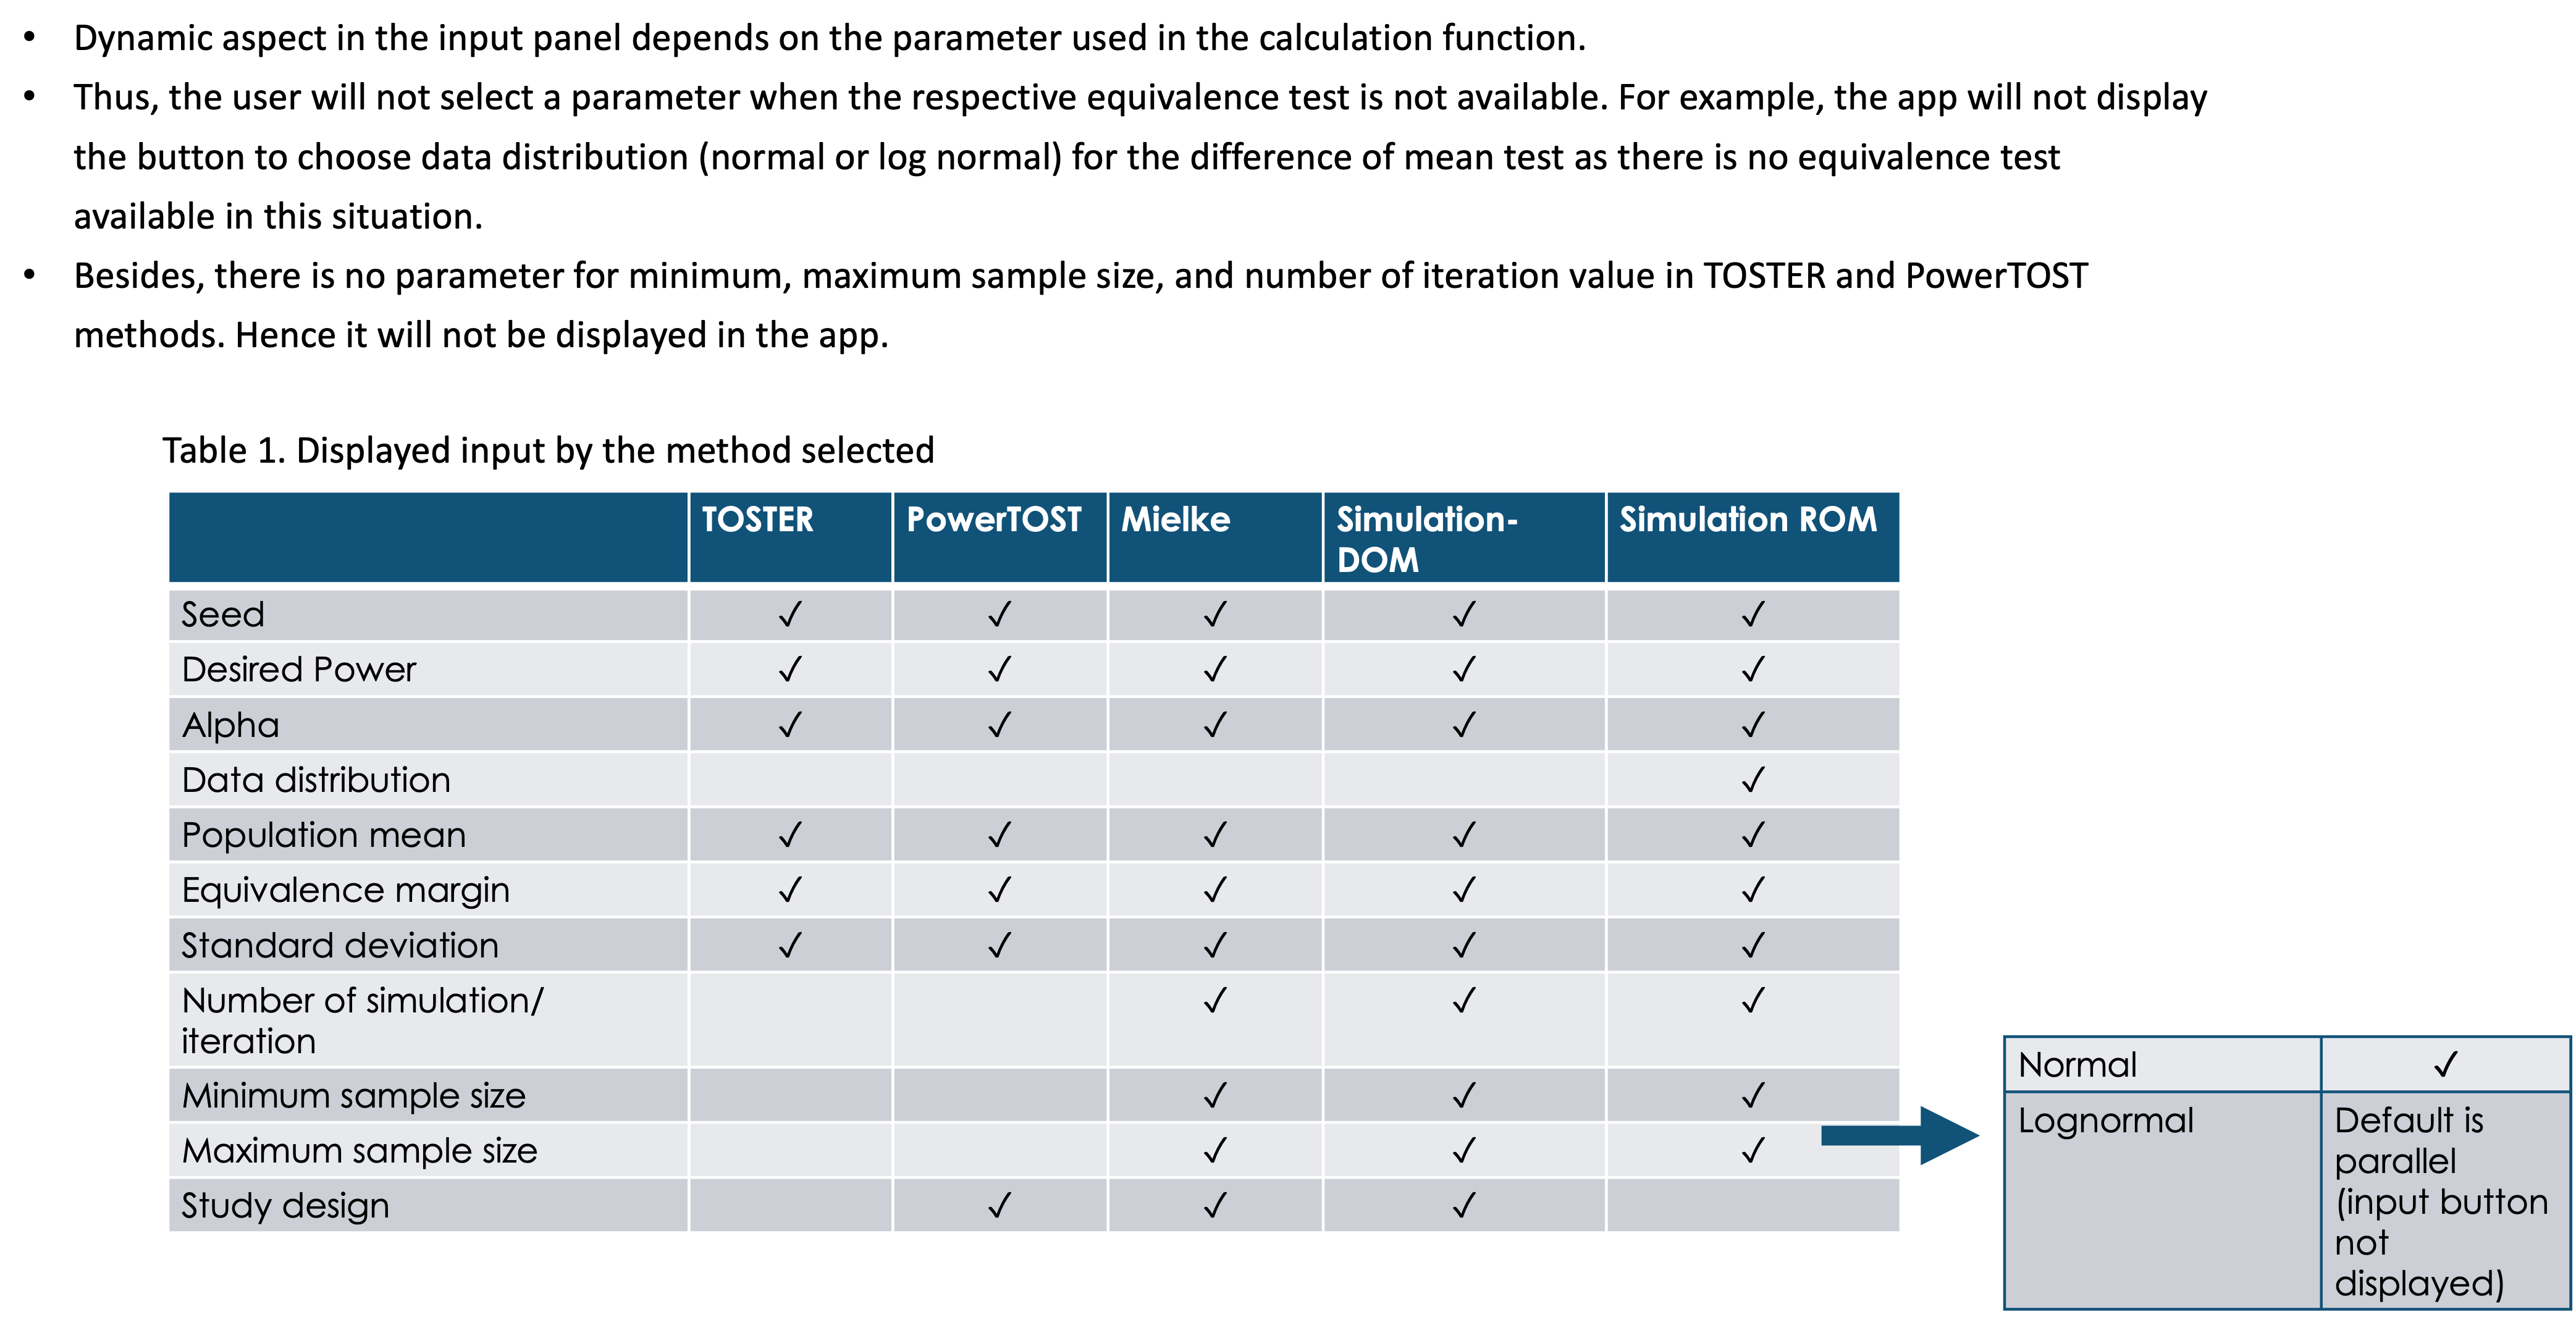 • Dynamic aspect in the input panel depends on the parameter used in the calculation function.
• Thus, the user will not select a parameter when the respective equivalence test is not available. For example, the app will not display
the button to choose data distribution (normal or log normal) for the difference of mean test as there is no equivalence test
available in this situation.
• Besides, there is no parameter for minimum, maximum sample size, and number of iteration value in TOSTER and PowerTOST
methods. Hence it will not be displayed in the app.
Table 1. Displayed input by the method selected
TOSTER PowerTOST Mielke Simulation- Simulation ROM
DOM
Seed ✓ ✓ ✓ ✓ ✓
Desired Power ✓ ✓ ✓ ✓ ✓
Alpha ✓ ✓ ✓ ✓ ✓
Data distribution ✓
Population mean ✓ ✓ ✓ ✓ ✓
Equivalence margin ✓ ✓ ✓ ✓ ✓
Standard deviation ✓ ✓ ✓ ✓ ✓
Number of simulation/ ✓ ✓ ✓
iteration
Minimum sample size ✓ ✓ ✓
Maximum sample size ✓ ✓ ✓
Study design ✓ ✓ ✓
Normal ✓
Lognormal Default is
parallel
(input button
not
displayed)